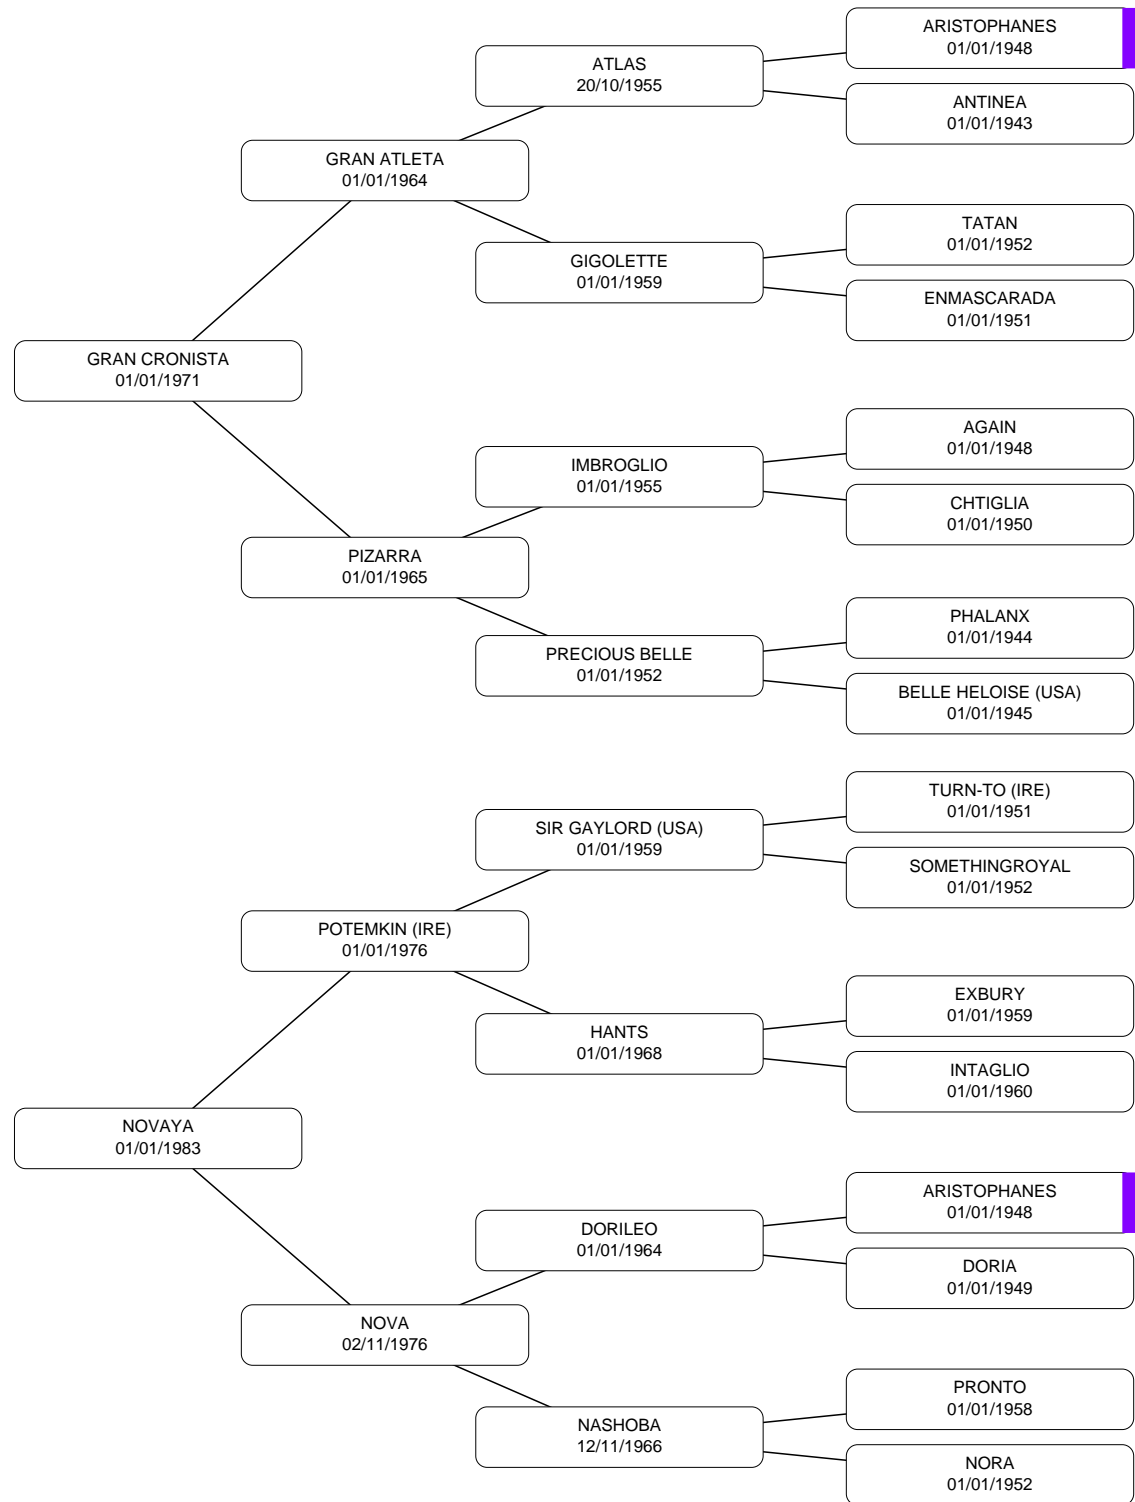 ARISTOPHANES
01/01/1948
ATLAS
20/10/1955
ANTINEA
01/01/1943
GRAN ATLETA
01/01/1964
TATAN
01/01/1952
GIGOLETTE
01/01/1959
ENMASCARADA
01/01/1951
GRAN CRONISTA
01/01/1971
AGAIN
01/01/1948
IMBROGLIO
01/01/1955
CHTIGLIA
01/01/1950
PIZARRA
01/01/1965
PHALANX
01/01/1944
PRECIOUS BELLE
01/01/1952
BELLE HELOISE (USA)
01/01/1945
TURN-TO (IRE)
01/01/1951
SIR GAYLORD (USA)
01/01/1959
SOMETHINGROYAL
01/01/1952
POTEMKIN (IRE)
01/01/1976
EXBURY
01/01/1959
HANTS
01/01/1968
INTAGLIO
01/01/1960
NOVAYA
01/01/1983
ARISTOPHANES
01/01/1948
DORILEO
01/01/1964
DORIA
01/01/1949
NOVA
02/11/1976
PRONTO
01/01/1958
NASHOBA
12/11/1966
NORA
01/01/1952